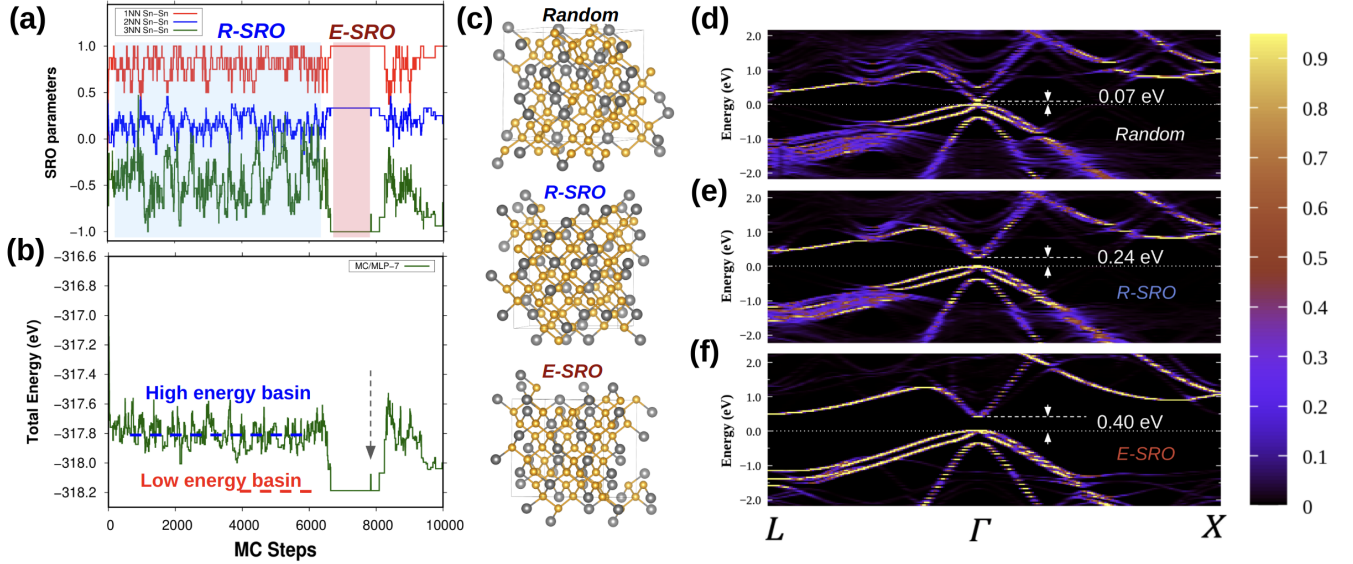 (a)
1NN Sn-Sn
2NN Sn-Sn
3NN Sn-Sn
R-SRO
E-SRO
SRO parameters
1.0
0.5
0.0
−0.5
−1.0
(b)
MC/MLP-7
Total Energy (eV)
−316.6
−316.8
−317.0
−317.2
−317.4
−317.6
−317.8
−318.0
−318.2
High energy basin
Low energy basin
0
2000
4000
6000
8000
10000
MC Steps
(c)
Random
R-SRO
E-SRO
(d)
Energy (eV)
2.0
1.0
0.0
−1.0
−2.0
0.07 eV
Random
(e)
Energy (eV)
2.0
1.0
0.0
−1.0
−2.0
0.24 eV
R-SRO
(f)
Energy (eV)
2.0
1.0
0.0
−1.0
−2.0
0.40 eV
E-SRO
L
Γ
X
0.9
0.8
0.7
0.6
0.5
0.4
0.3
0.2
0.1
0